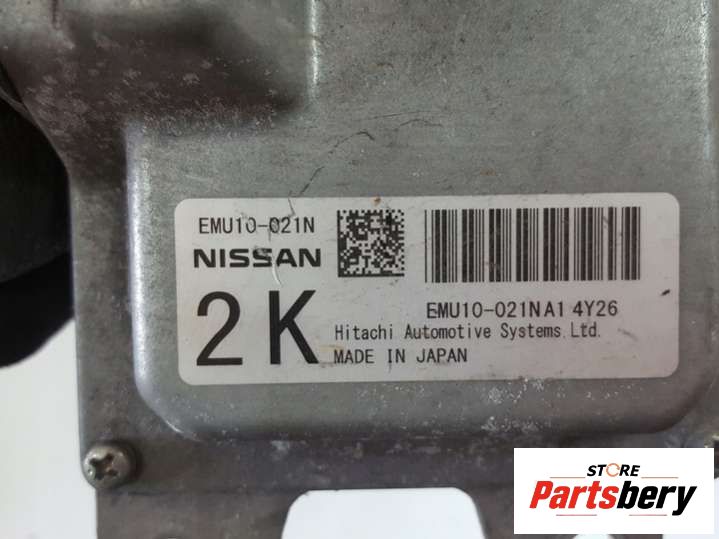 EMU10-021N
NISSAN
2K
EMU10-021NA1 4Y26
Hitachi Automotive Systems.Ltd.
MADE IN JAPAN
STORE
Partsbery